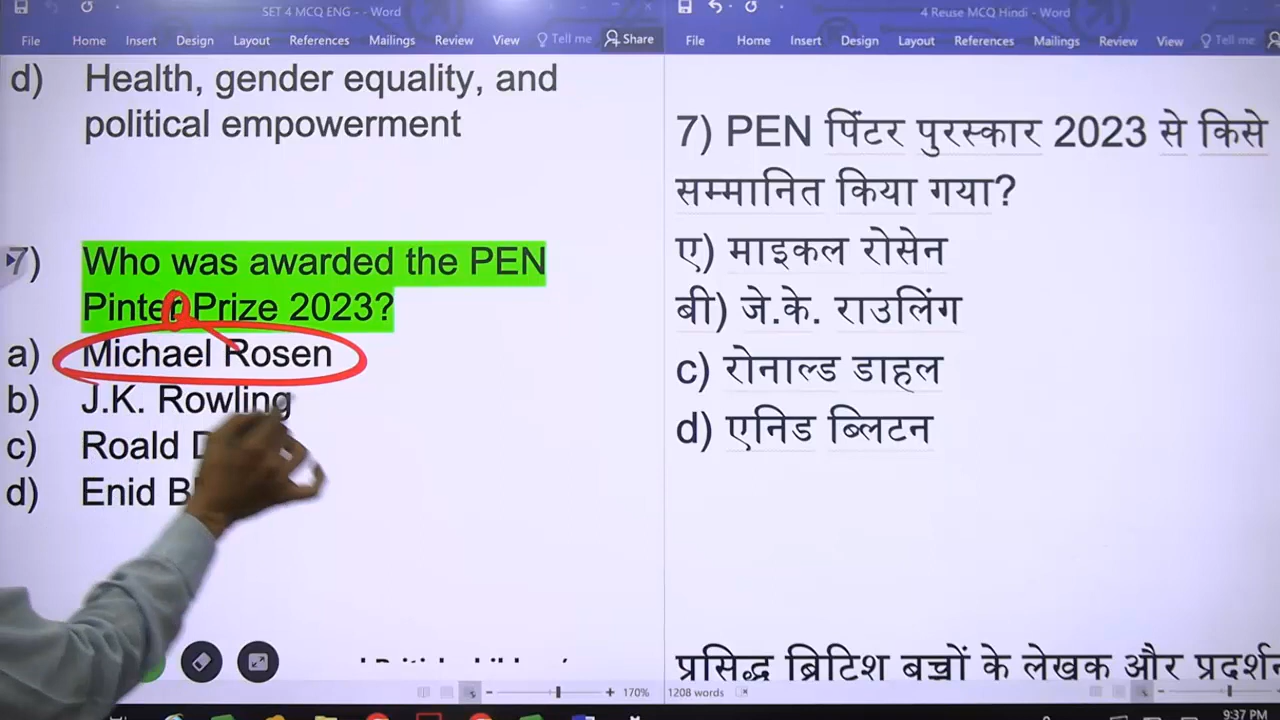 SET 4 MCQ ENG - - Word
File Home Insert Design Layout References Mailings Review View Tell me Share
d) Health, gender equality, and
political empowerment
7) Who was awarded the PEN
Pinter Prize 2023?
a) Michael Rosen
b) J.K. Rowling
c) Roald
d) Enid
170%
4 Reuse MCQ Hindi - Word
File Home Insert Design Layout References Mailings Review View Tell me
7) PEN पिंटर पुरस्कार 2023 से किसे
सम्मानित किया गया?
ए) माइकल रोसेन
बी) जे.के. राउलिंग
c) रोनाल्ड डाहल
d) एनिड ब्लिटन
प्रसिद्ध ब्रिटिश बच्चों के लेखक और
1208 words
9:37 PM